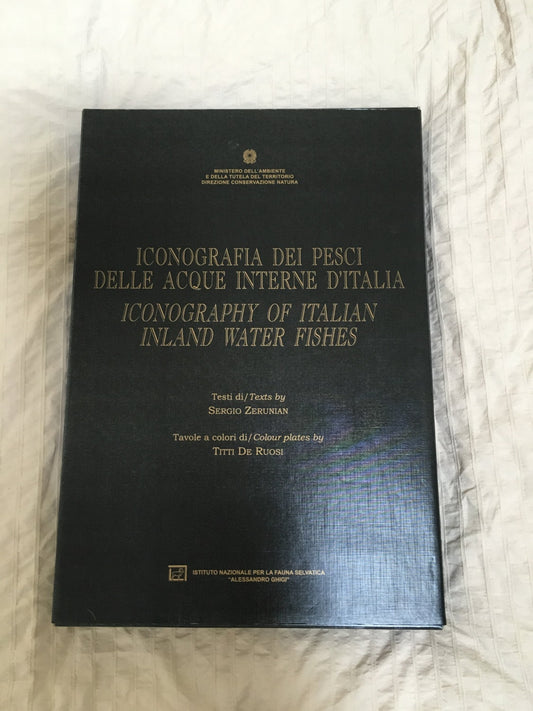 MINISTERO DELL'AMBIENTE
E DELLA TUTELA DEL TERRITORIO
DIREZIONE CONSERVAZIONE NATURA
ICONOGRAFIA DEI PESCI
DELLE ACQUE INTERNE D'ITALIA
ICONOGRAPHY OF ITALIAN
INLAND WATER FISHES
Testi di/Texts by
SERGIO ZERUNIAN
Tavole a colori di/Colour plates by
TITTI DE RUOSI
ISTITUTO NAZIONALE PER LA FAUNA SELVATICA
"ALESSANDRO GHIGI"